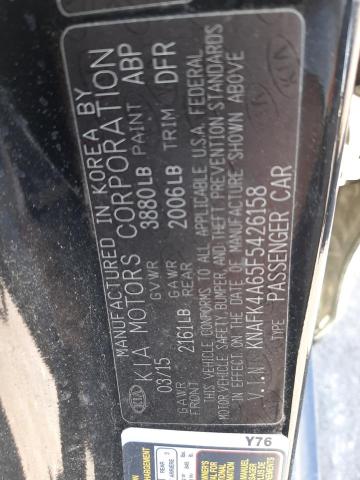 MANUFACTURED IN KOREA BY
KIA MOTORS CORPORATION
03/15 GVWR 3880LB PAINT ABP
GAWR FRONT 2161LB GAWR REAR 2006LB TRIM DFR
THIS VEHICLE CONFORMS TO ALL APPLICABLE U.S.A. FEDERAL
MOTOR VEHICLE SAFETY, BUMPER, AND THEFT PREVENTION STANDARDS
IN EFFECT ON THE DATE OF MANUFACTURE SHOWN ABOVE
V.I.N KNAFK4A65F5426158
TYPE PASSENGER CAR
Y76
REAR
ARRIÈRE